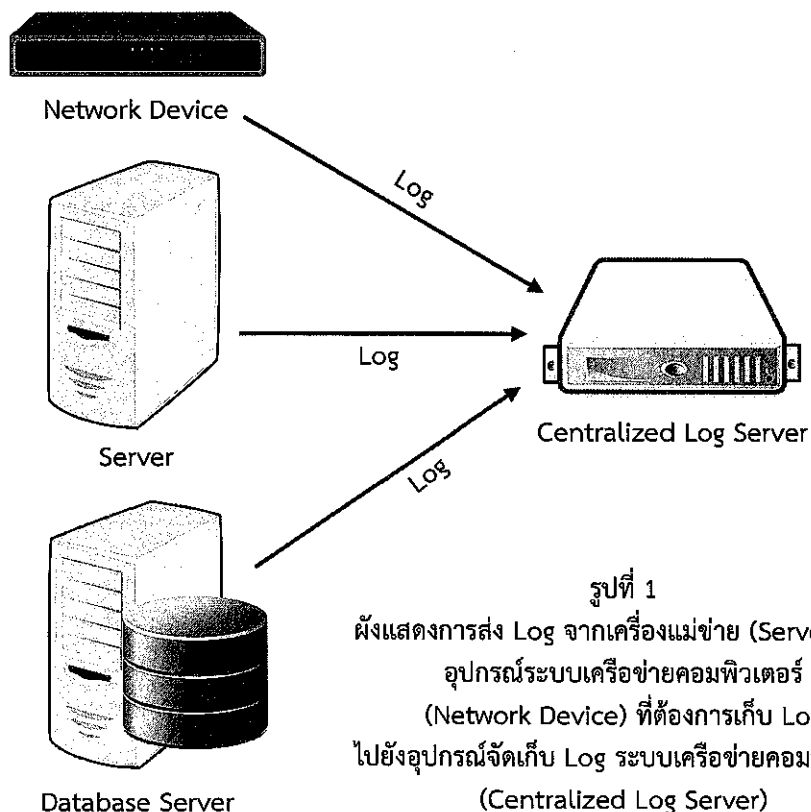 Network Device
Log
Server
Log
Centralized Log Server
Log
Database Server
รูปที่ 1
ผังแสดงการส่ง Log จากเครื่องแม่ข่าย (Serve
อุปกรณ์ระบบเครือข่ายคอมพิวเตอร์
(Network Device) ที่ต้องการเก็บ Lo
ไปยังอุปกรณ์จัดเก็บ Log ระบบเครือข่ายคอม
(Centralized Log Server)